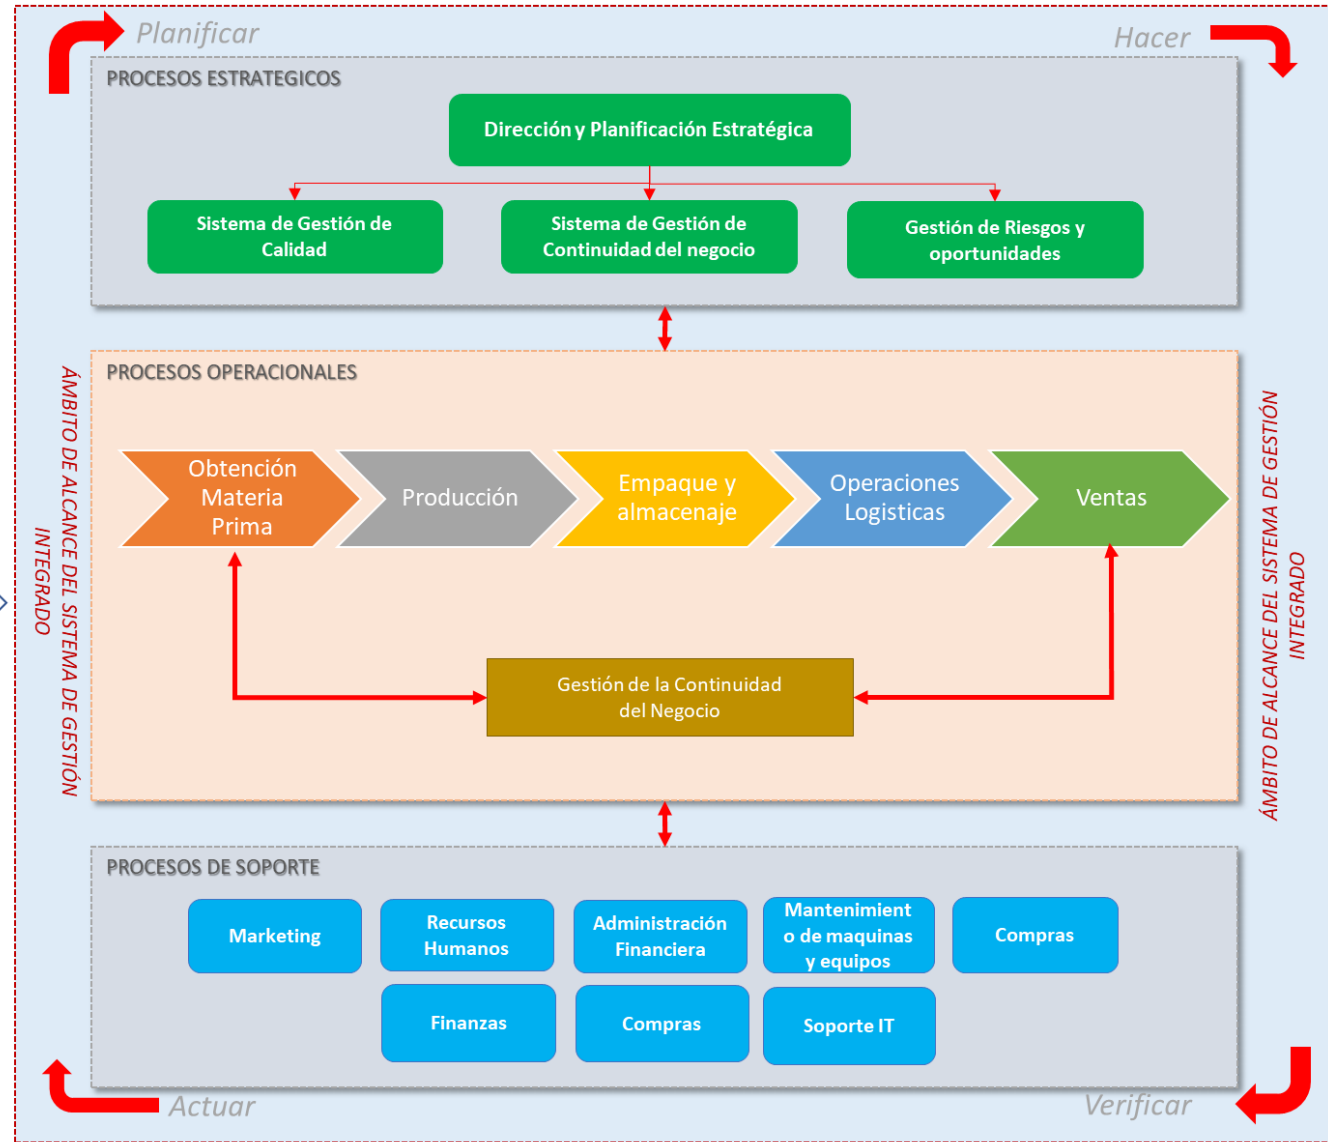 Planificar
Hacer
PROCESOS ESTRATEGICOS
Dirección y Planificación Estratégica
Sistema de Gestión de
Calidad
Sistema de Gestión de
Continuidad del negocio
Gestión de Riesgos y
oportunidades
ÁMBITO DE ALCANCE DEL SISTEMA DE GESTIÓN
INTEGRADO
PROCESOS OPERACIONALES
Obtención
Materia
Prima
Producción
Empaque y
almacenaje
Operaciones
Logisticas
Ventas
Gestión de la Continuidad
del Negocio
ÁMBITO DE ALCANCE DEL SISTEMA DE GESTIÓN
INTEGRADO
PROCESOS DE SOPORTE
Marketing
Recursos
Humanos
Administración
Financiera
Mantenimient
o de maquinas
y equipos
Compras
Finanzas
Compras
Soporte IT
Actuar
Verificar